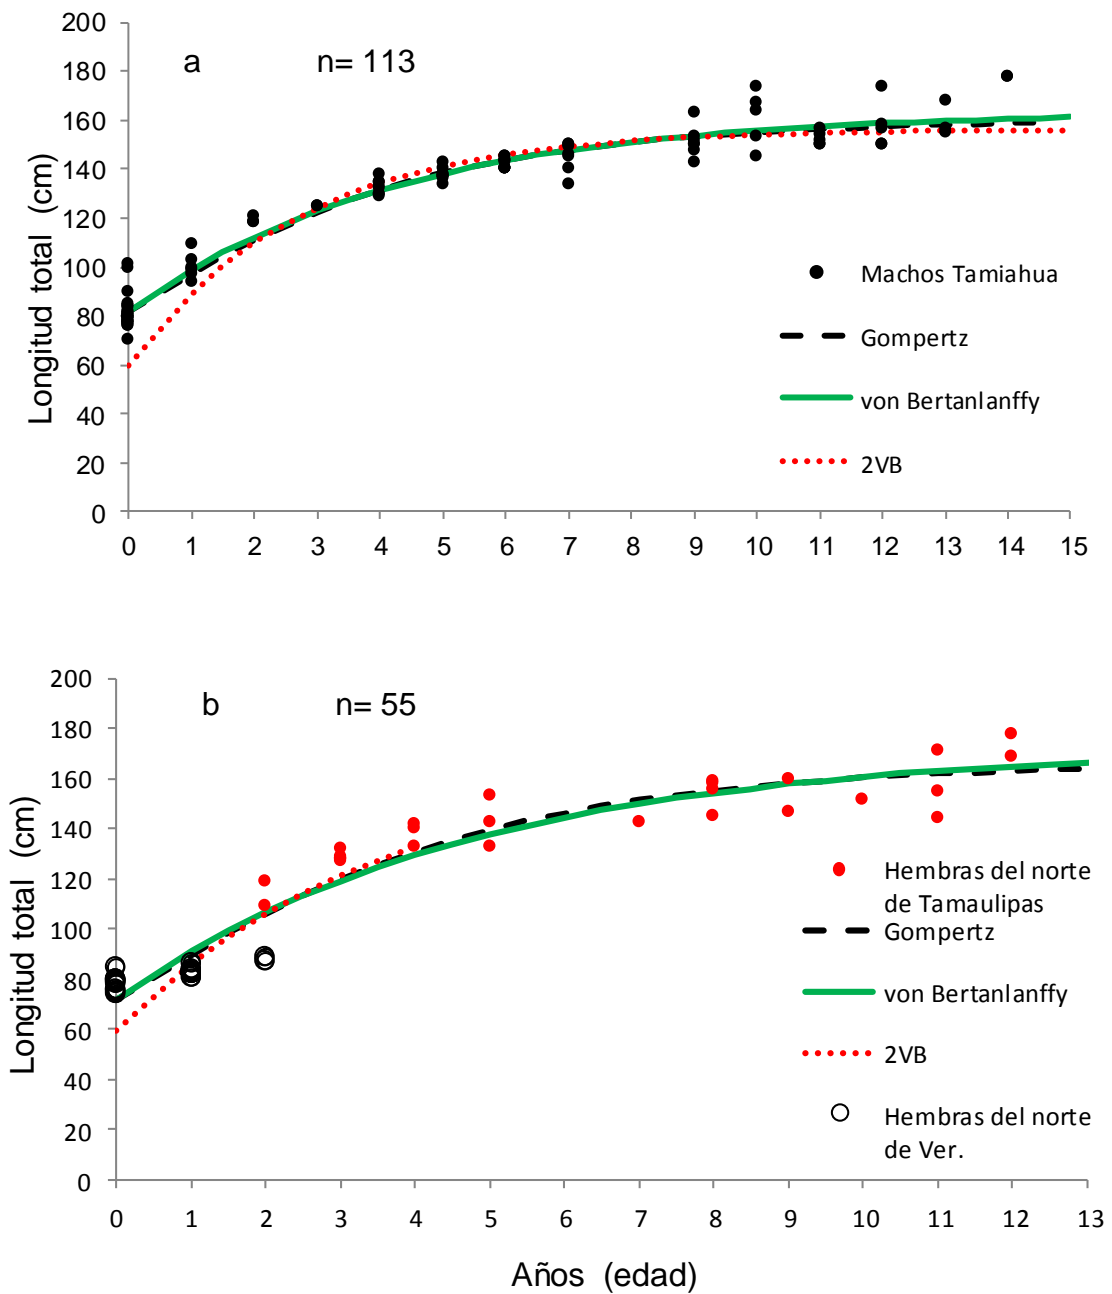 200
180
160
140
120
100
80
60
40
20
0
Longitud total (cm)
a n= 113
Machos Tamiahua
Gompertz
von Bertanlanffy
2VB
0 1 2 3 4 5 6 7 8 9 10 11 12 13 14 15
200
180
160
140
120
100
80
60
40
20
0
Longitud total (cm)
b n= 55
Hembras del norte
de Tamaulipas
Gompertz
von Bertanlanffy
2VB
Hembras del norte
de Ver.
0 1 2 3 4 5 6 7 8 9 10 11 12 13
Años (edad)